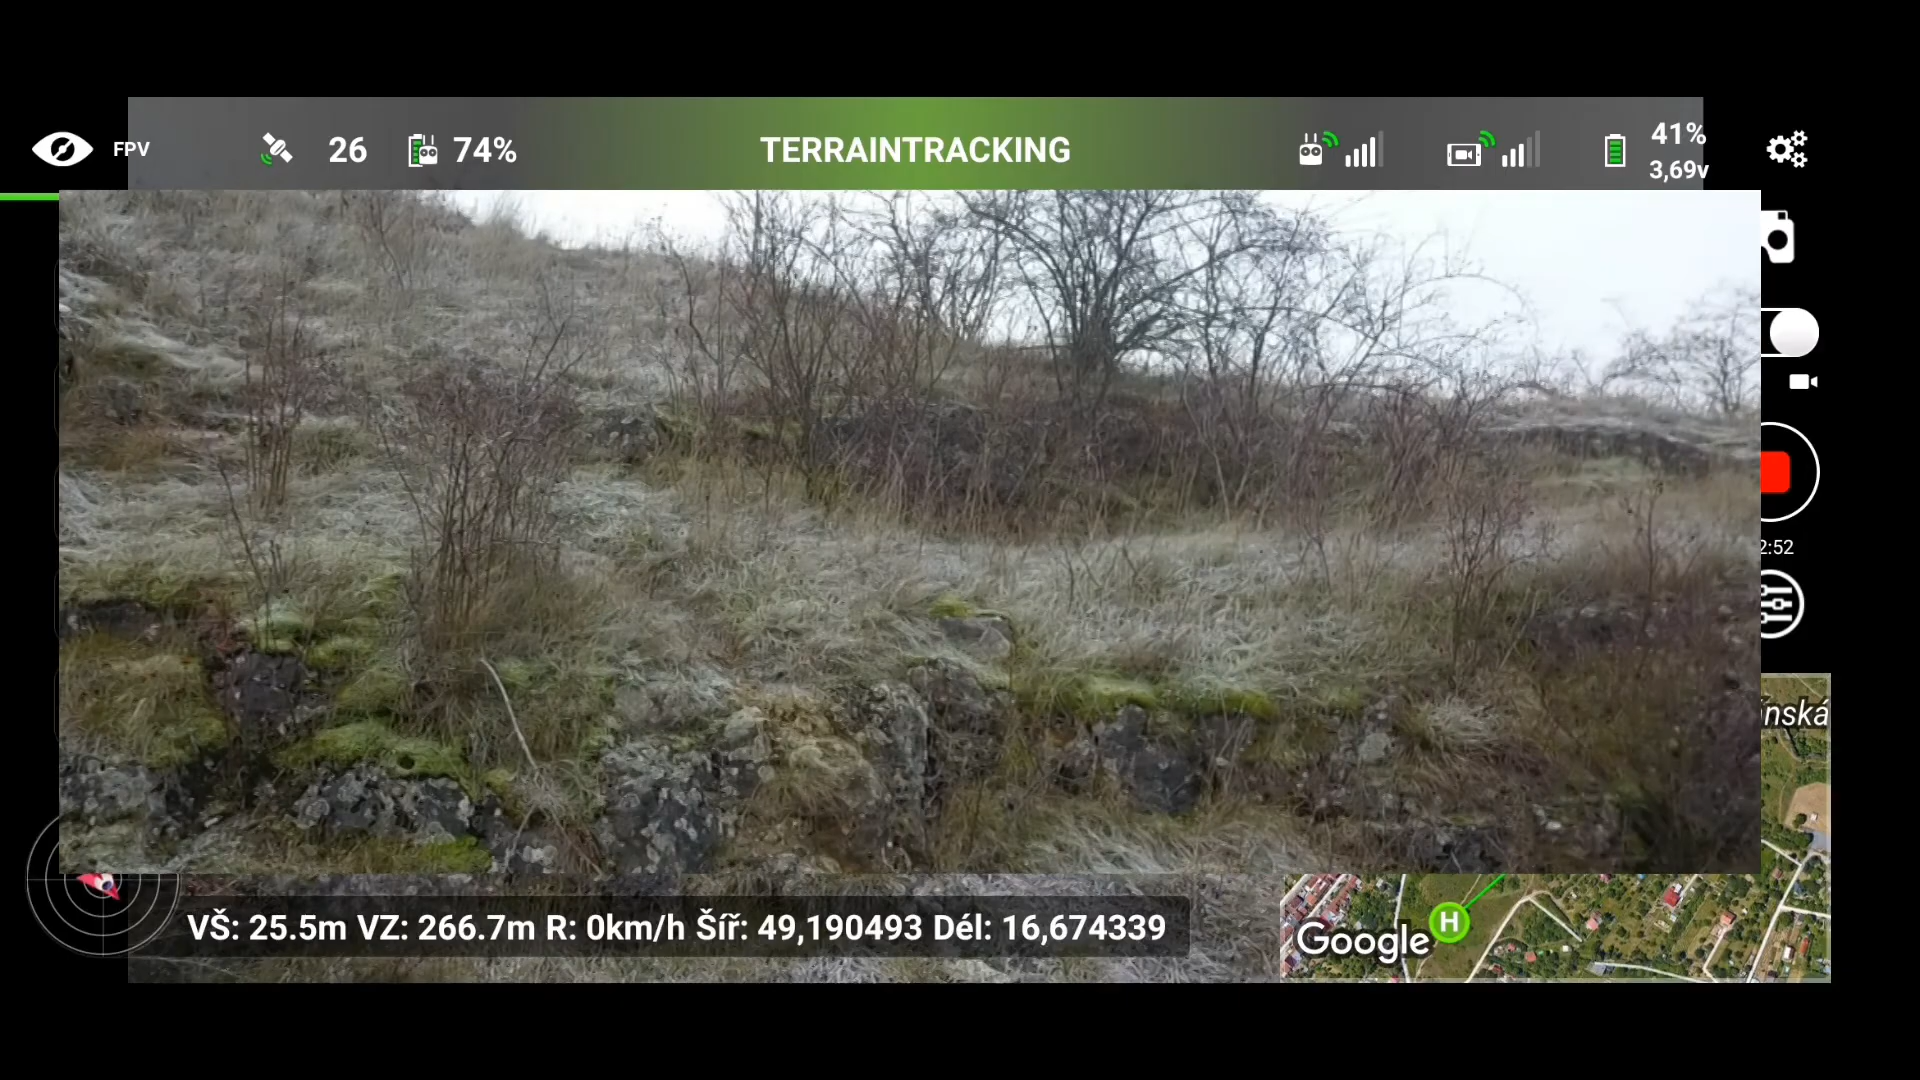 FPV
26
74%
TERRAINTRACKING
41%
3,69v
2:52
ínská
VŠ: 25.5m VZ: 266.7m R: 0km/h Šíř: 49,190493 Dél: 16,674339
Google
H